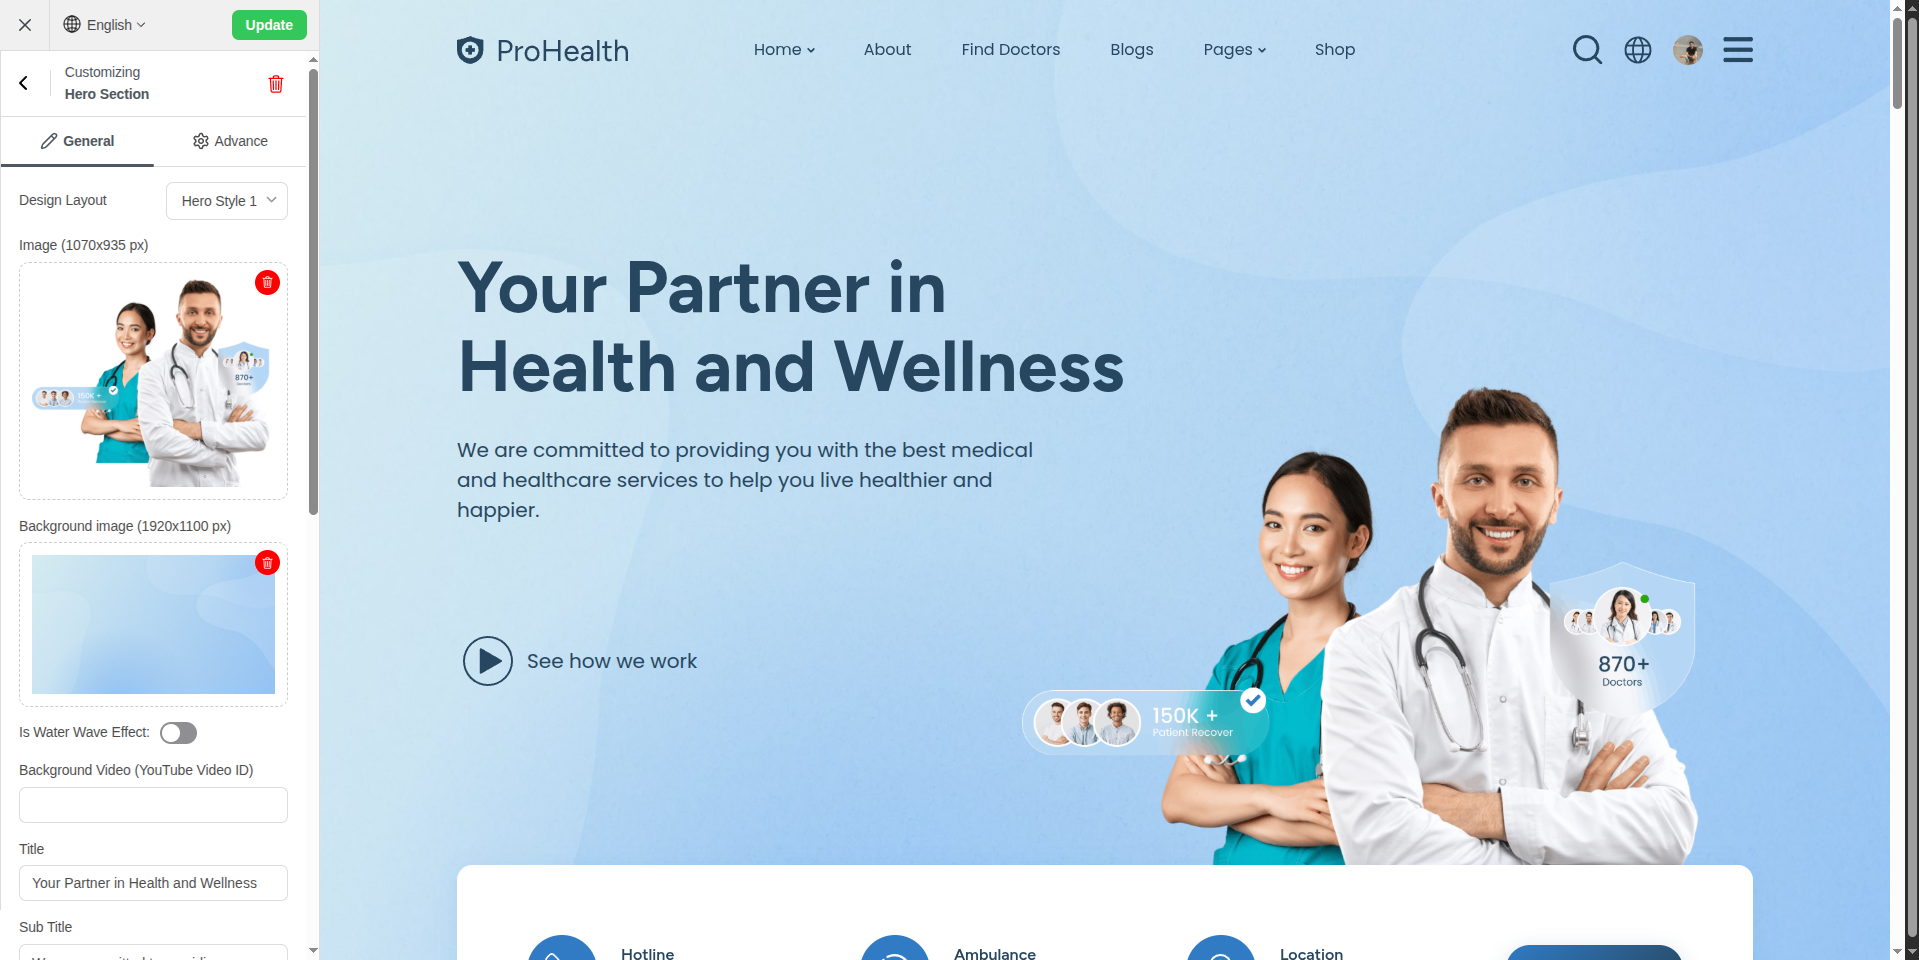 English
Update
Customizing
Hero Section
General
Advance
Design Layout
Hero Style 1
Image (1070x935 px)
870+
Doctors
150K +
Background image (1920x1100 px)
Is Water Wave Effect:
Background Video (YouTube Video ID)
Title
Your Partner in Health and Wellness
Sub Title
ProHealth
Home
About
Find Doctors
Blogs
Pages
Shop
Your Partner in
Health and Wellness
We are committed to providing you with the best medical
and healthcare services to help you live healthier and
happier.
See how we work
870+
Doctors
150K +
Patient Recover
Hotline
Ambulance
Location